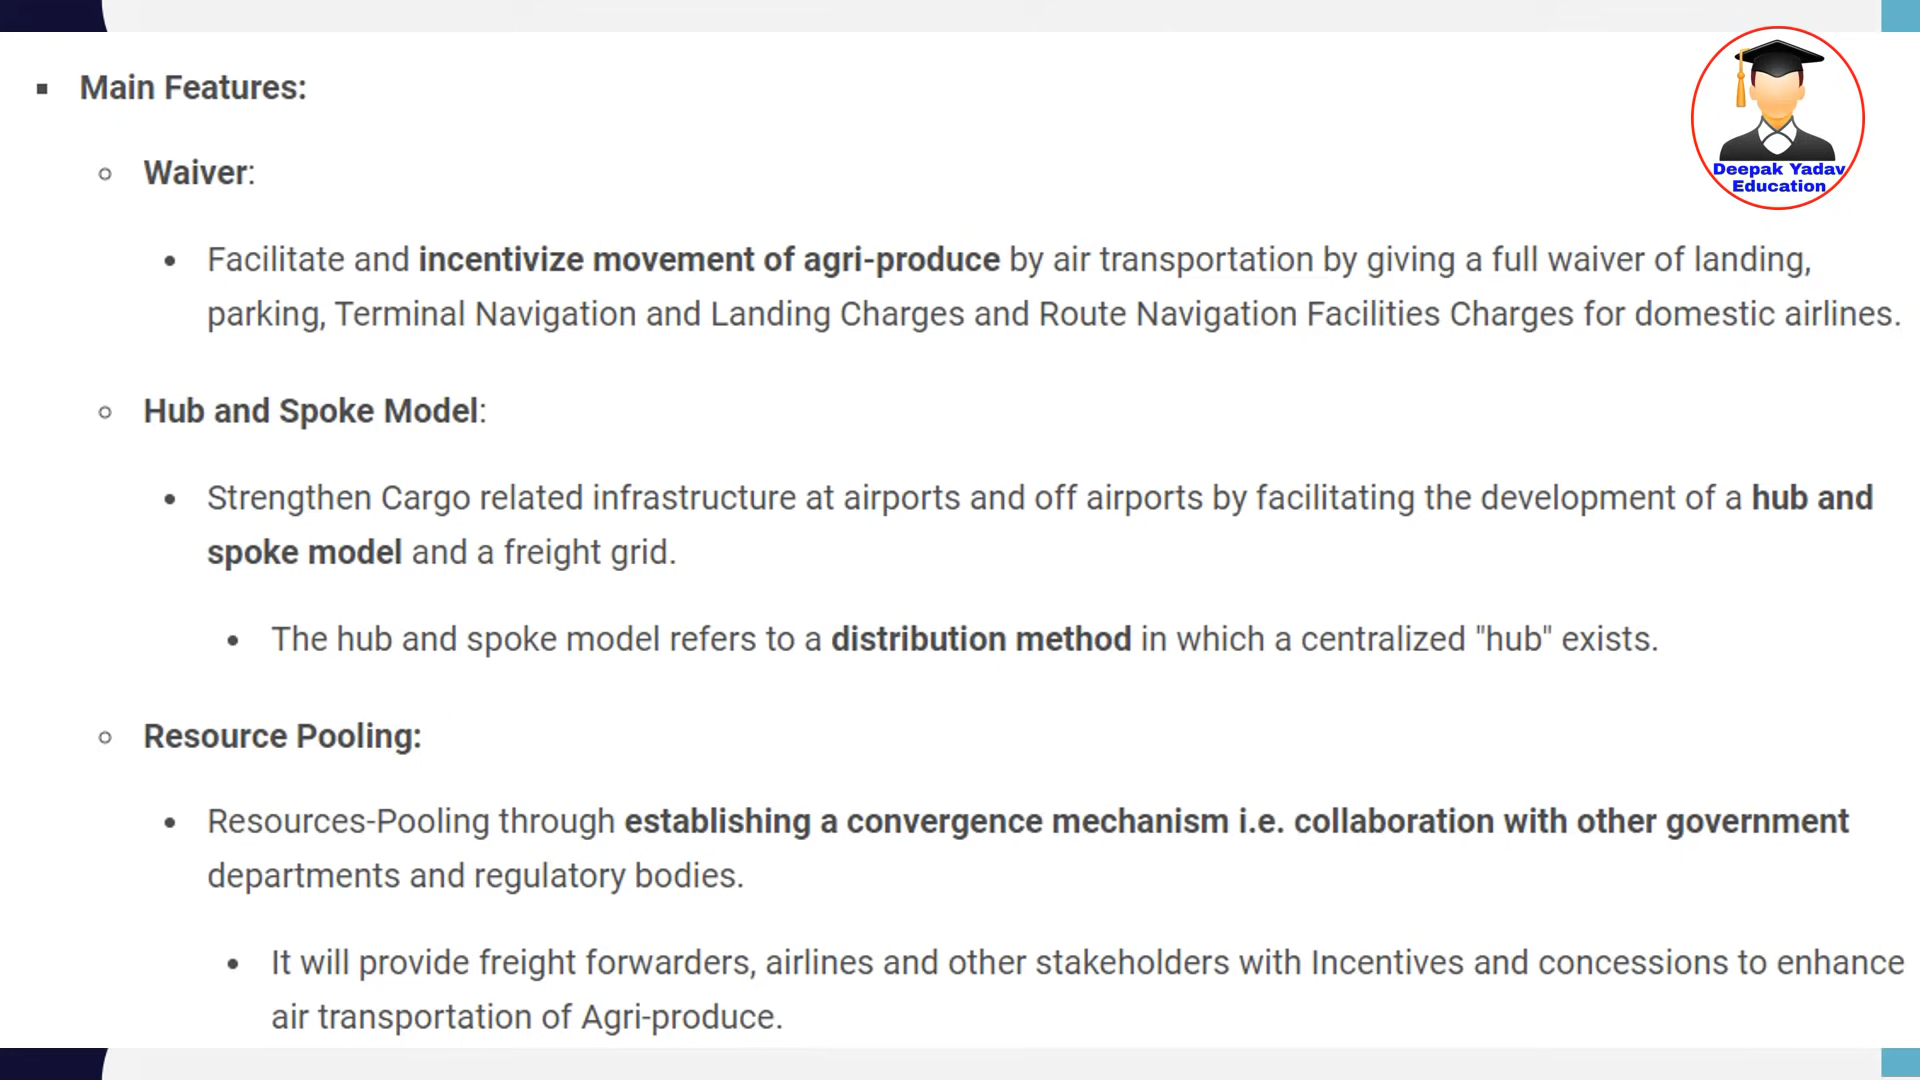 Main Features:
Waiver:
Facilitate and incentivize movement of agri-produce by air transportation by giving a full waiver of landing,
parking, Terminal Navigation and Landing Charges and Route Navigation Facilities Charges for domestic airlines.
Hub and Spoke Model:
Strengthen Cargo related infrastructure at airports and off airports by facilitating the development of a hub and
spoke model and a freight grid.
The hub and spoke model refers to a distribution method in which a centralized "hub" exists.
Resource Pooling:
Resources-Pooling through establishing a convergence mechanism i.e. collaboration with other government
departments and regulatory bodies.
It will provide freight forwarders, airlines and other stakeholders with Incentives and concessions to enhance
air transportation of Agri-produce.
Deepak Yadav
Education